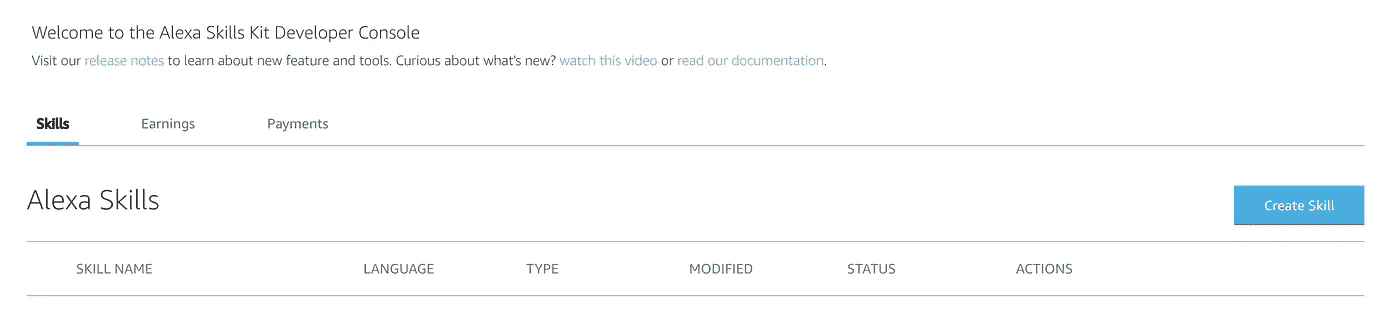 Welcome to the Alexa Skills Kit Developer Console
Visit our release notes to learn about new feature and tools. Curious about what's new? watch this video or read our documentation.
Skills Earnings Payments
Alexa Skills
Create Skill
SKILL NAME LANGUAGE TYPE MODIFIED STATUS ACTIONS